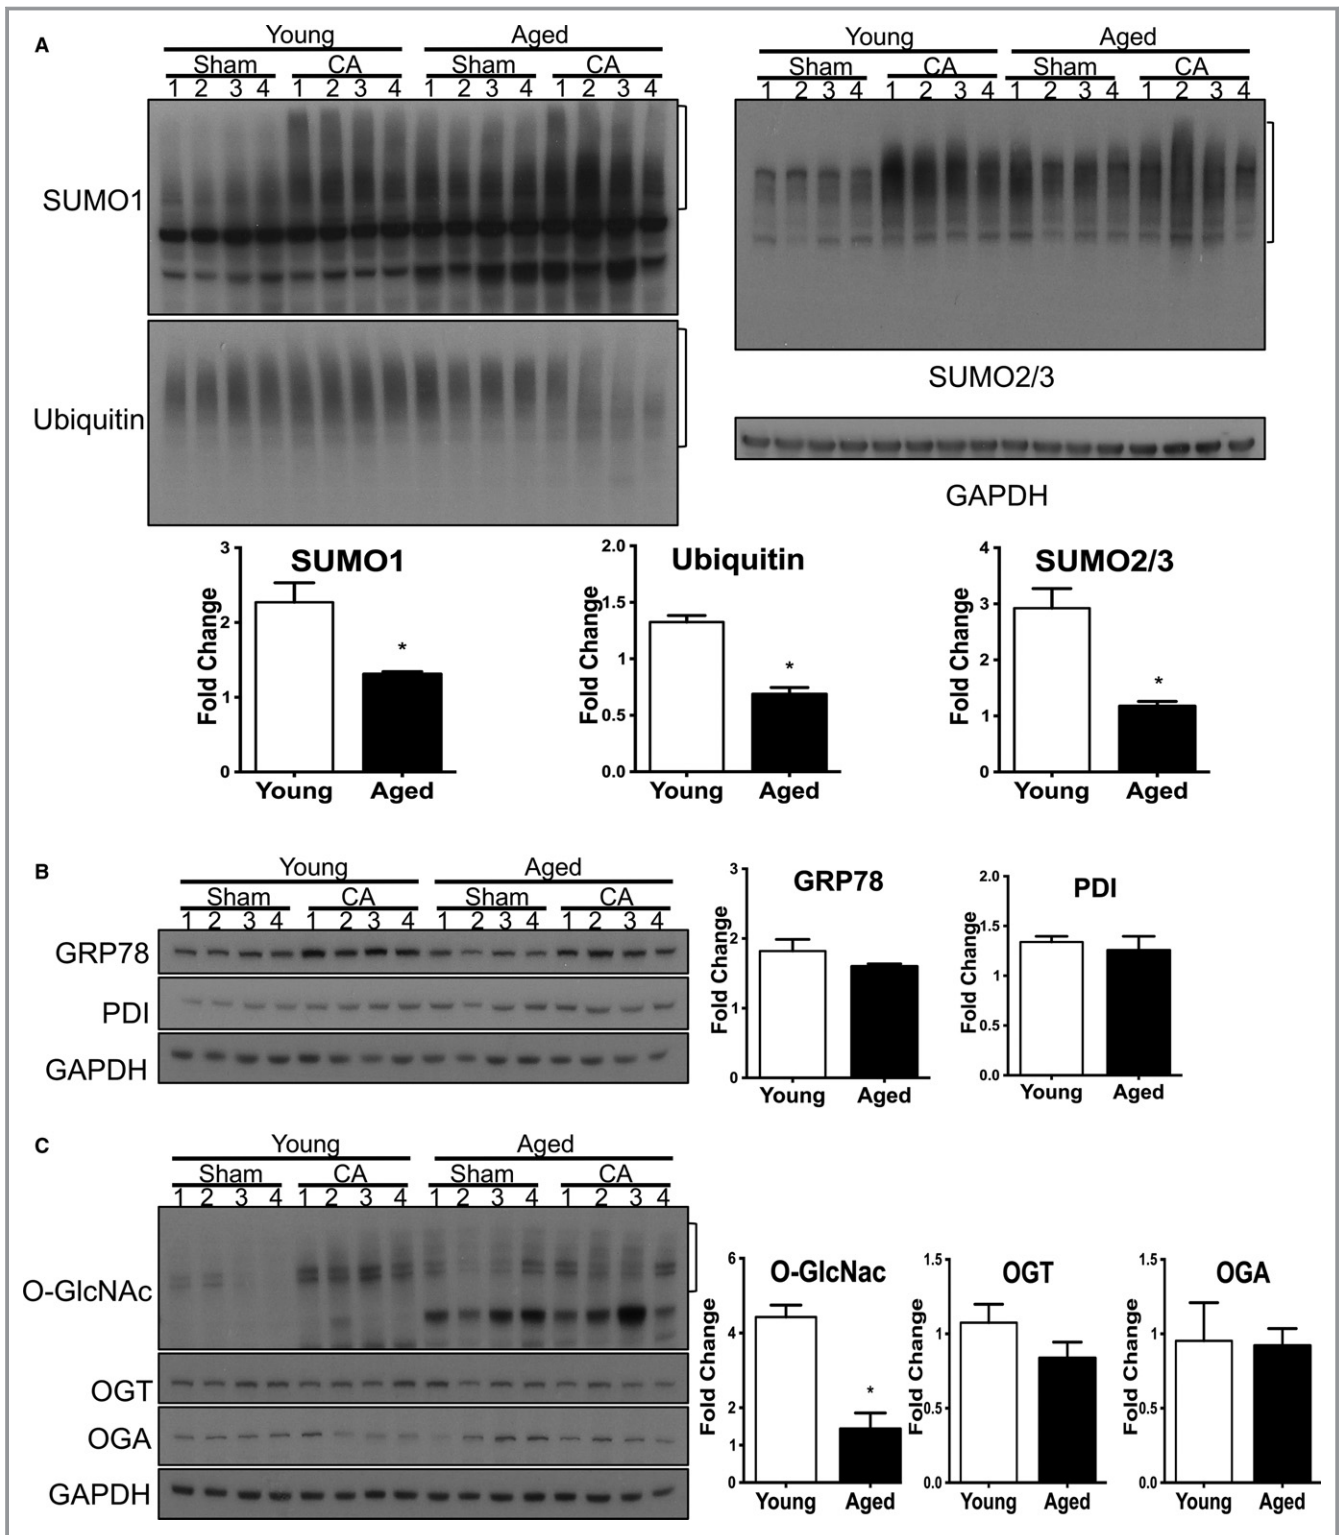 A
Young Aged
Sham CA Sham CA
1 2 3 4 1 2 3 4 1 2 3 4 1 2 3 4
SUMO1
Ubiquitin
Young Aged
Sham CA Sham CA
1 2 3 4 1 2 3 4 1 2 3 4 1 2 3 4
SUMO2/3
GAPDH
SUMO1
Fold Change
3
2
1
0
Young Aged
Ubiquitin
Fold Change
2.0
1.5
1
0.5
0.0
*
Young Aged
SUMO2/3
Fold Change
4
3
2
1
0
*
Young Aged
B
Young Aged
Sham CA Sham CA
1 2 3 4 1 2 3 4 1 2 3 4 1 2 3 4
GRP78
PDI
GAPDH
GRP78
Fold Change
3
2
1
0
Young Aged
PDI
Fold Change
2.0
1.5
1
0.5
0.0
Young Aged
C
Young Aged
Sham CA Sham CA
1 2 3 4 1 2 3 4 1 2 3 4 1 2 3 4
O-GlcNAc
OGT
OGA
GAPDH
O-GlcNac
Fold Change
6
4
2
1
0
*
Young Aged
OGT
Fold Change
1.5
1
0.5
0.0
Young Aged
OGA
Fold Change
1.5
1
0.5
0.0
Young Aged